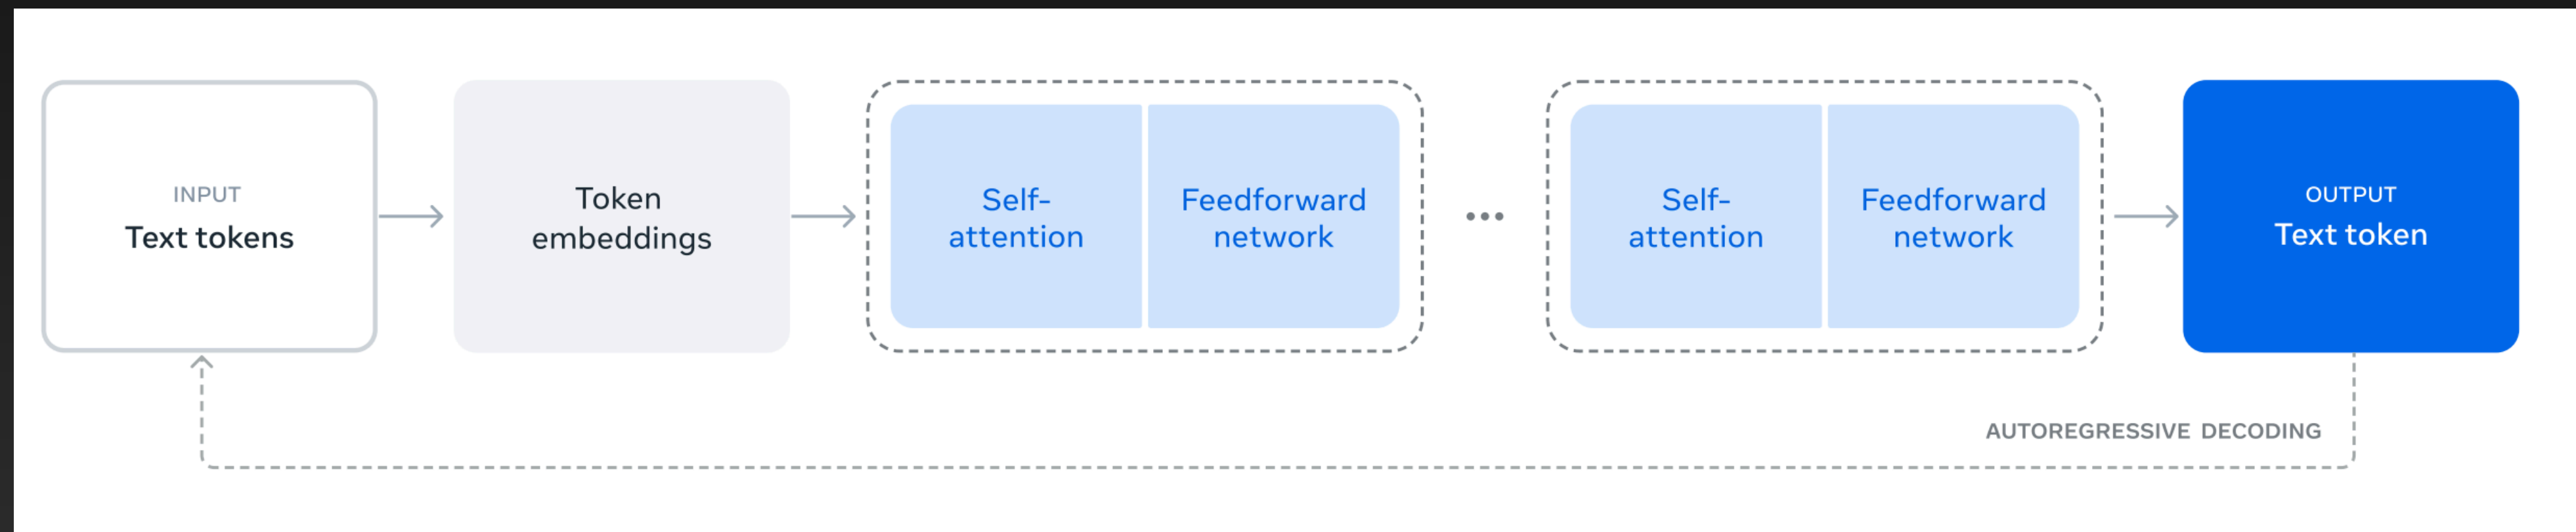 INPUT
Text tokens
Token
embeddings
Self-
attention
Feedforward
network
Self-
attention
Feedforward
network
OUTPUT
Text token
AUTOREGRESSIVE DECODING